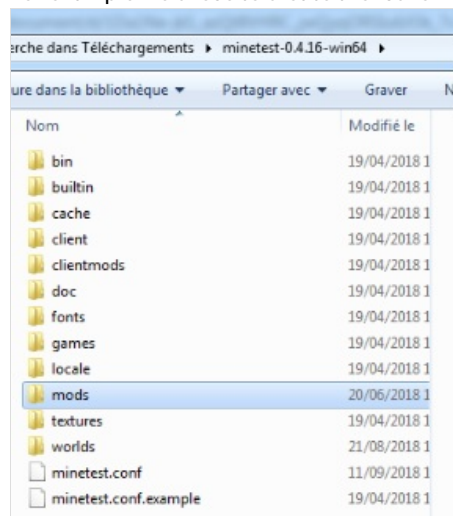 erche dans Téléchargements ▸ minetest-0.4.16-win64 ▸
ure dans la bibliothèque ▾ Partager avec ▾ Graver N
Nom Modifié le
bin 19/04/2018 1
builtin 19/04/2018 1
cache 19/04/2018 1
client 19/04/2018 1
clientmods 19/04/2018 1
doc 19/04/2018 1
fonts 19/04/2018 1
games 19/04/2018 1
locale 19/04/2018 1
mods 20/06/2018 1
textures 19/04/2018 1
worlds 21/08/2018 1
minetest.conf 11/09/2018 1
minetest.conf.example 19/04/2018 1